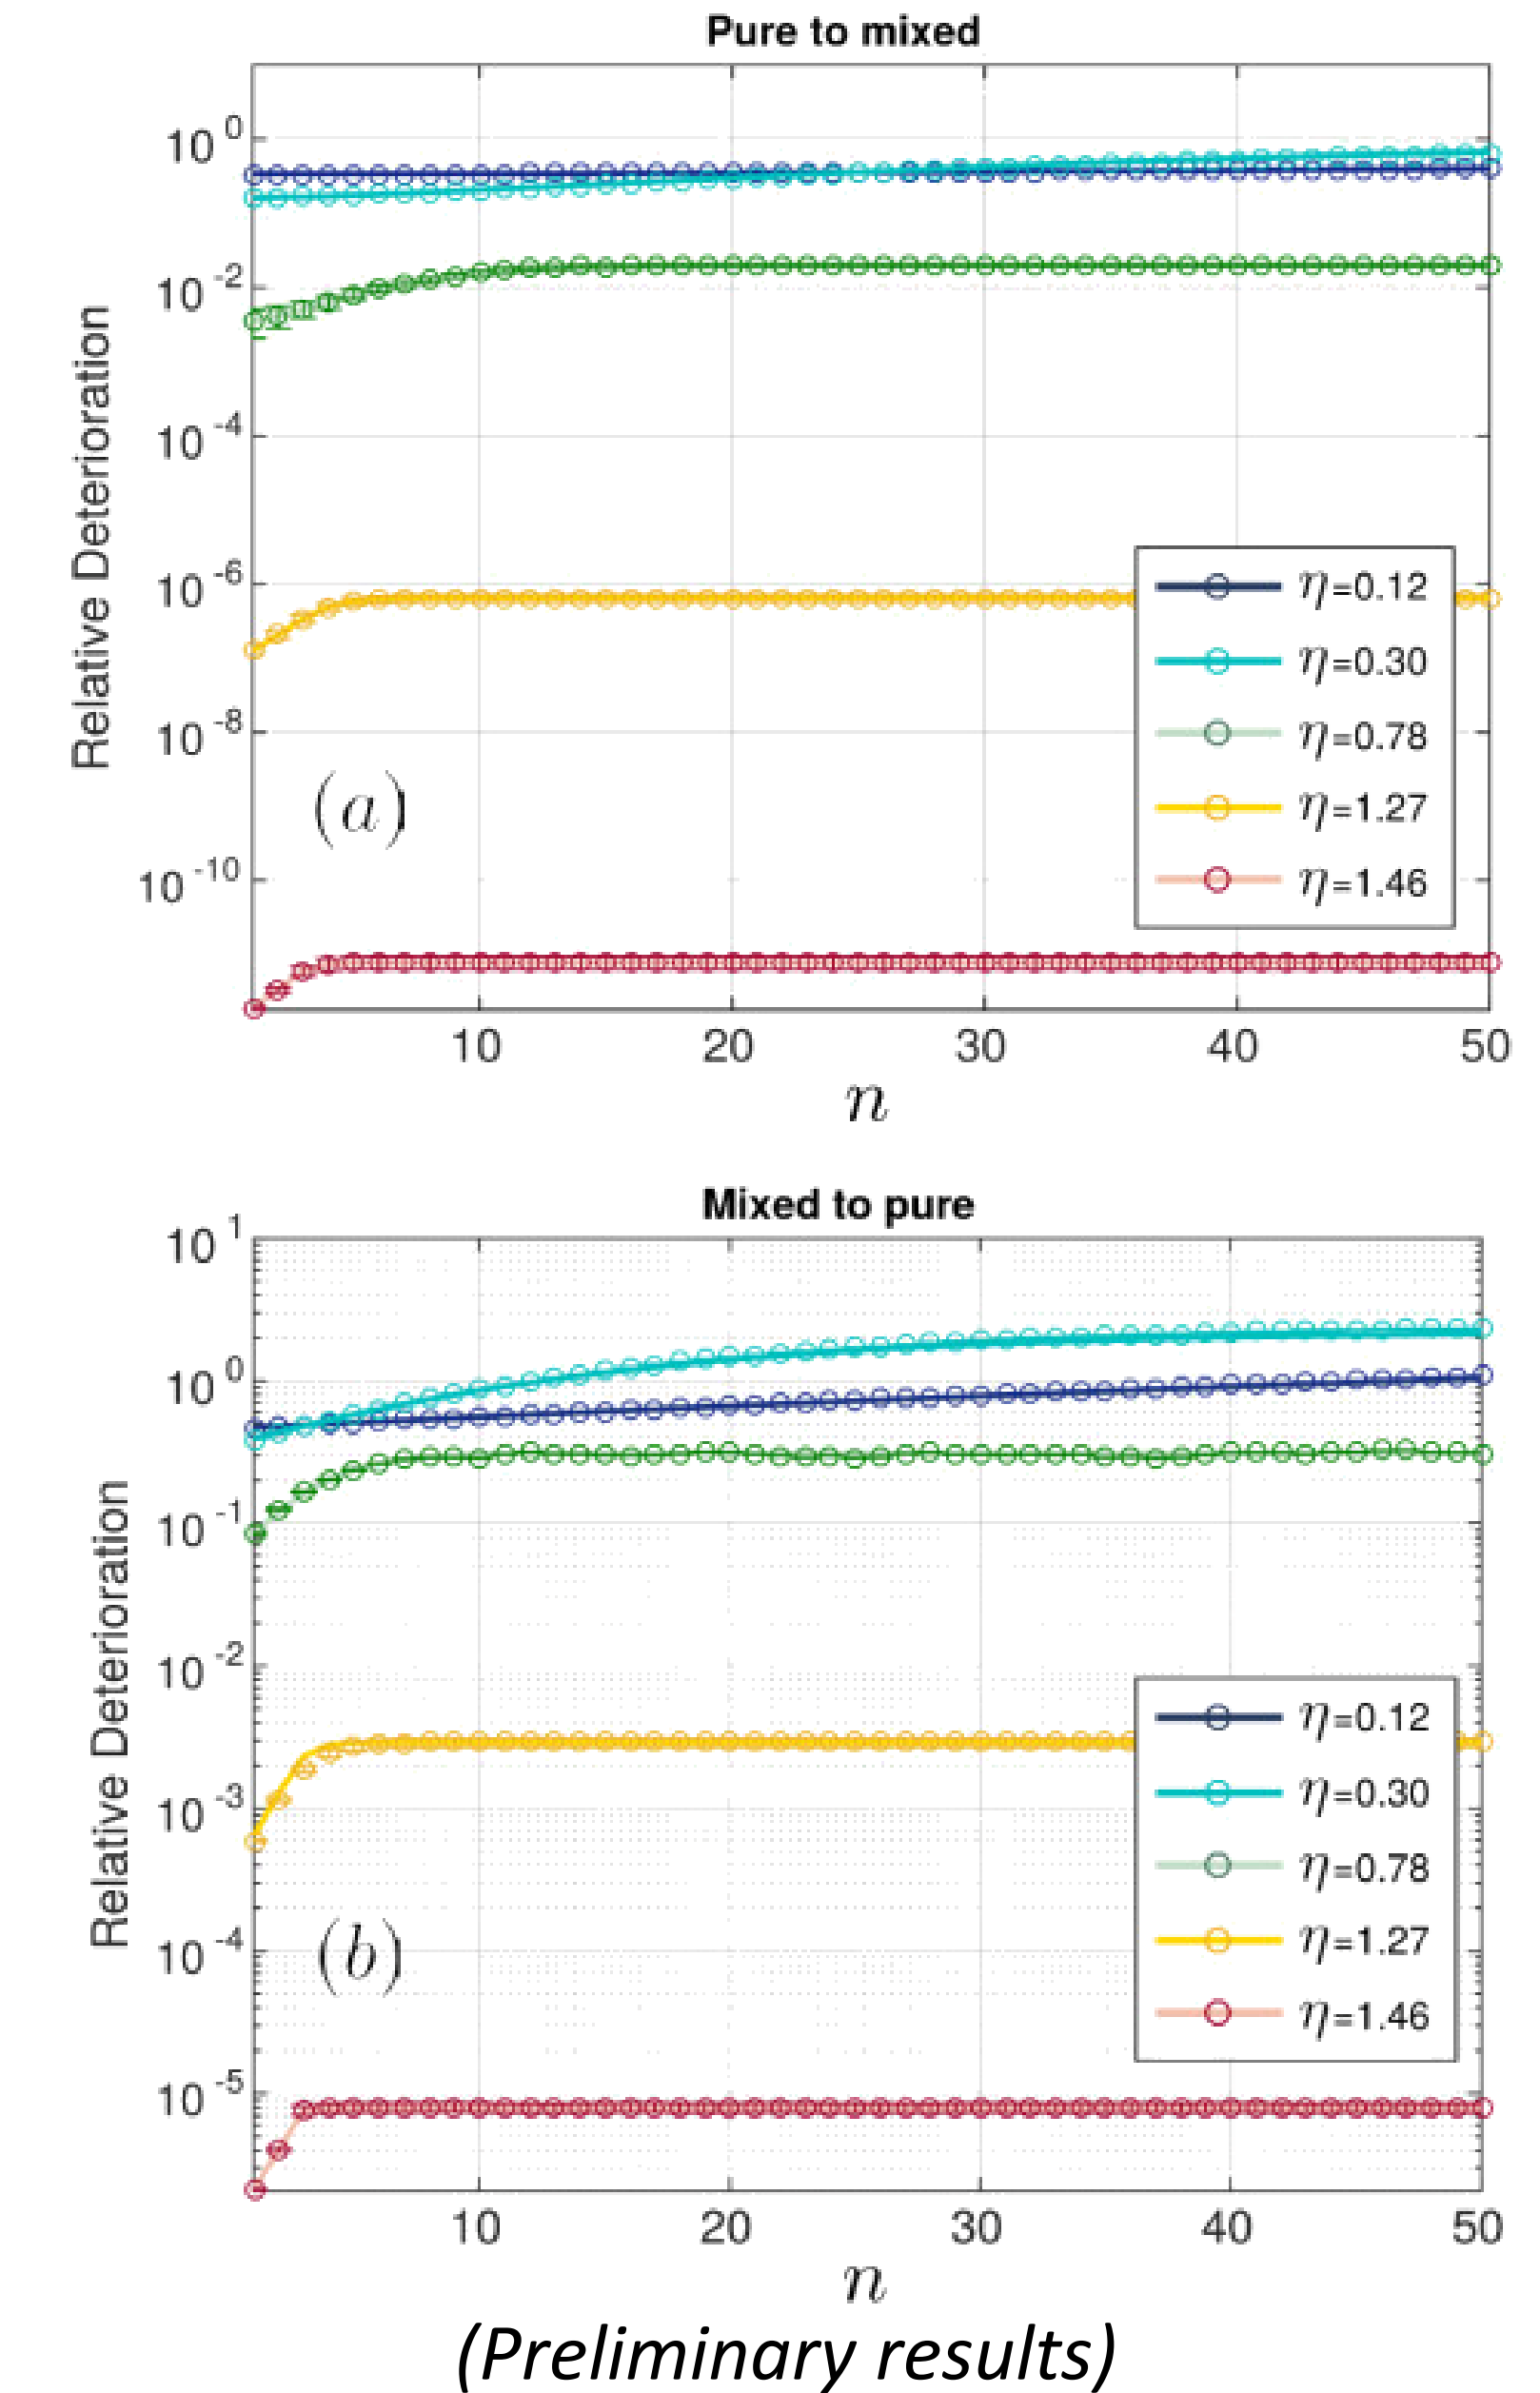 Pure to mixed
10^0
10^-2
10^-4
10^-6
10^-8
10^-10
Relative Deterioration
(a)
η=0.12
η=0.30
η=0.78
η=1.27
η=1.46
10 20 30 40 50
n
Mixed to pure
10^1
10^0
10^-1
10^-2
10^-3
10^-4
10^-5
Relative Deterioration
(b)
η=0.12
η=0.30
η=0.78
η=1.27
η=1.46
10 20 30 40 50
n
(Preliminary results)